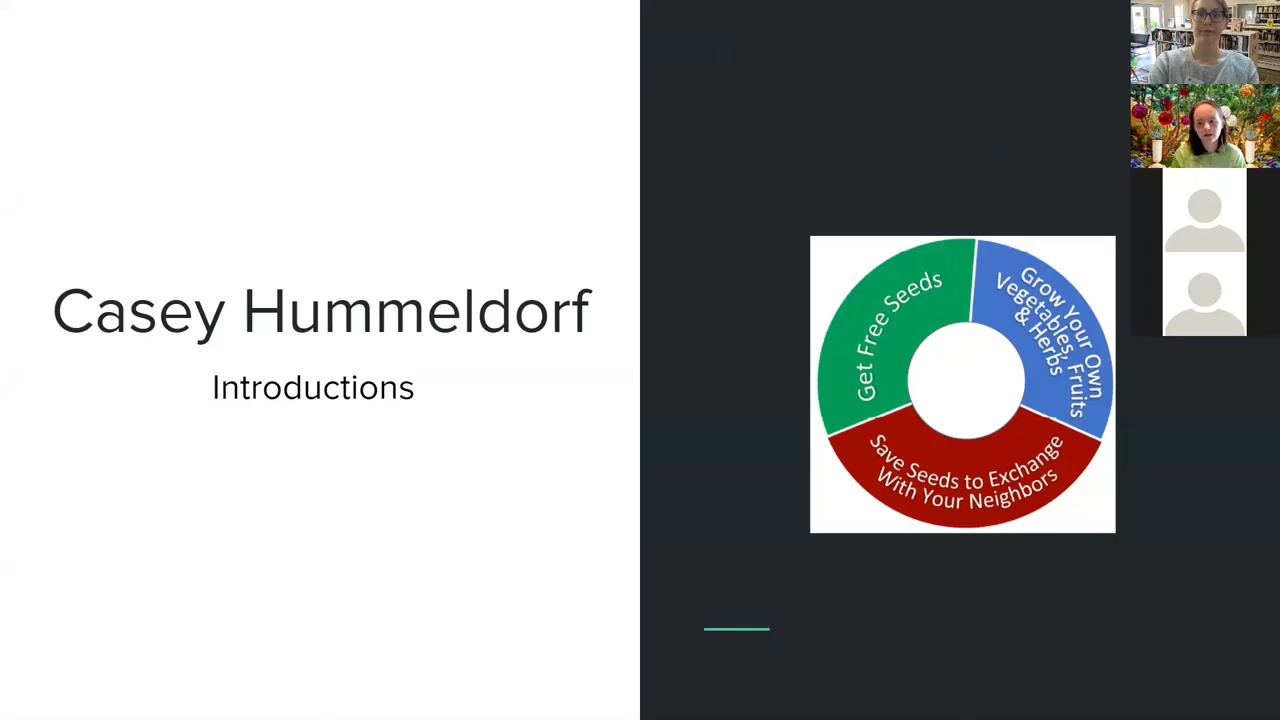 Casey Hummeldorf
Introductions
Get Free Seeds
Grow Your Own
Vegetables, Fruits
& Herbs
Save Seeds to Exchange
With Your Neighbors